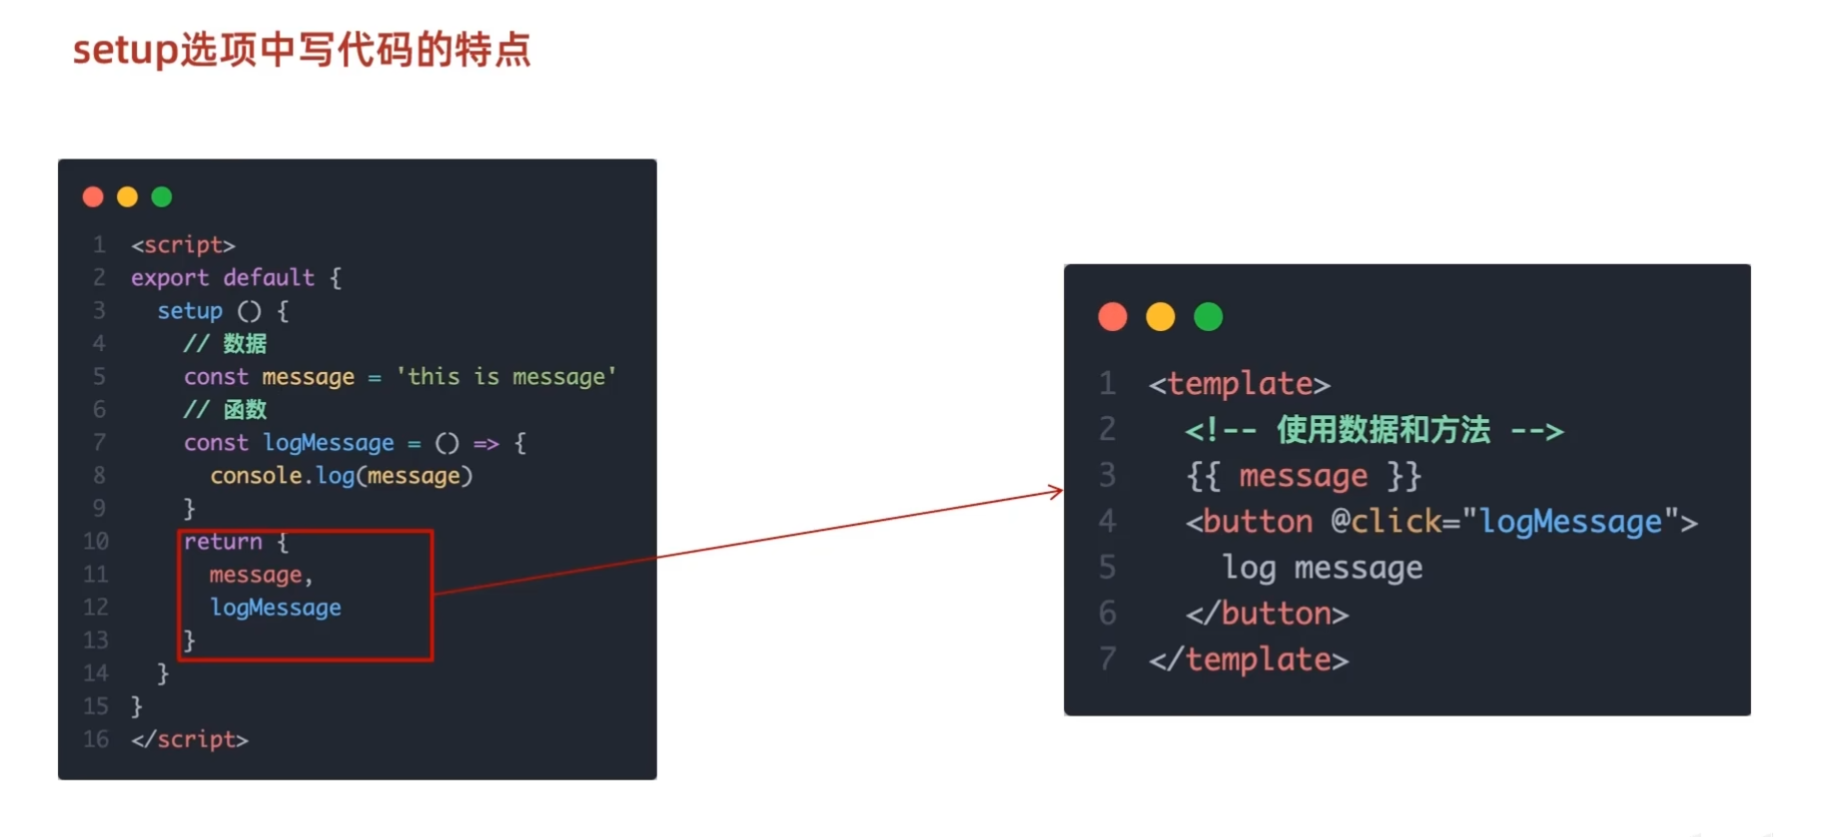 setup选项中写代码的特点
1 <script>
2 export default {
3 setup () {
4 // 数据
5 const message = 'this is message'
6 // 函数
7 const logMessage = () => {
8 console.log(message)
9 }
10 return {
11 message,
12 logMessage
13 }
14 }
15 }
16 </script>
1 <template>
2 <!-- 使用数据和方法 -->
3 {{ message }}
4 <button @click="logMessage">
5 log message
6 </button>
7 </template>